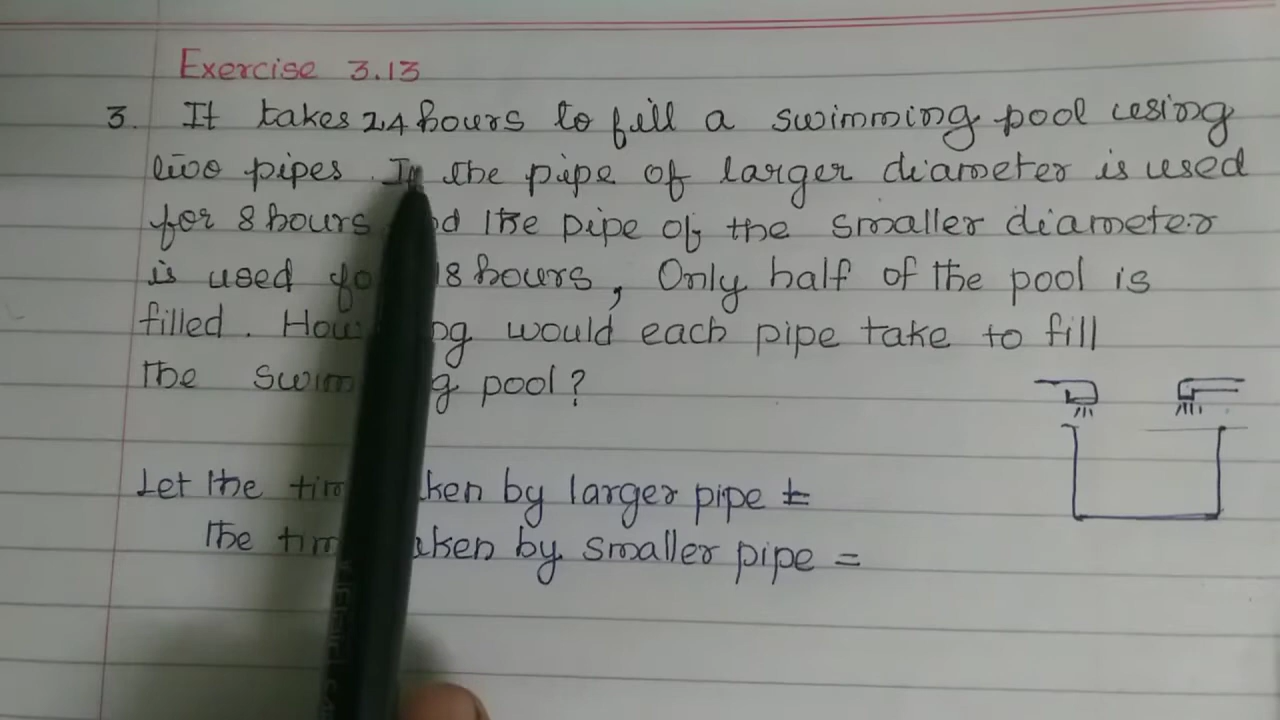 Exercise 3.13
3. It takes 24 hours to fill a swimming pool using
two pipes. In the pipe of larger diameter is used
for 8 hours the pipe of the smaller diameter
is used 18 hours, Only half of the pool is
filled. would each pipe take to fill
the pool?
Let the by larger pipe =
the by smaller pipe =